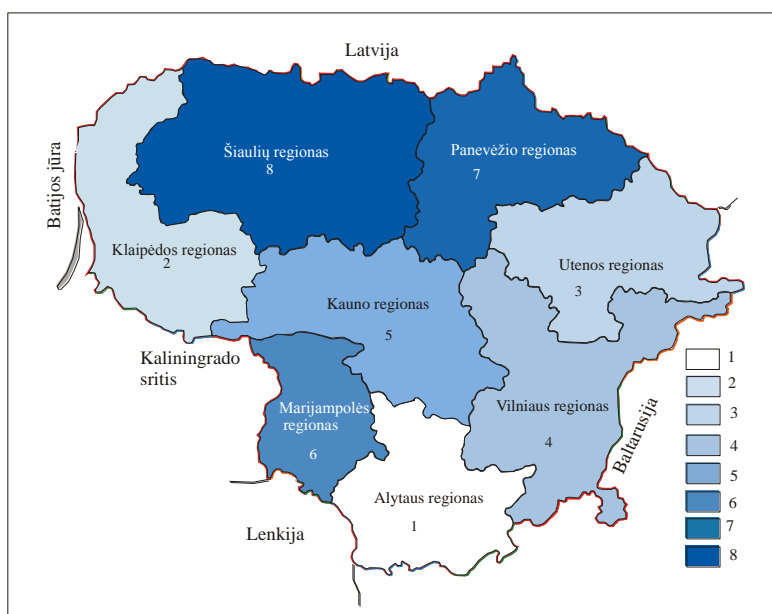 Latvija
Šiaulių regionas
8
Panevėžio regionas
7
Batijos jūra
Klaipėdos regionas
2
Utenos regionas
3
Kauno regionas
5
Kaliningrado
sritis
Marijampolės
regionas
6
Vilniaus regionas
4
Baltarusija
Alytaus regionas
1
Lenkija
1
2
3
4
5
6
7
8